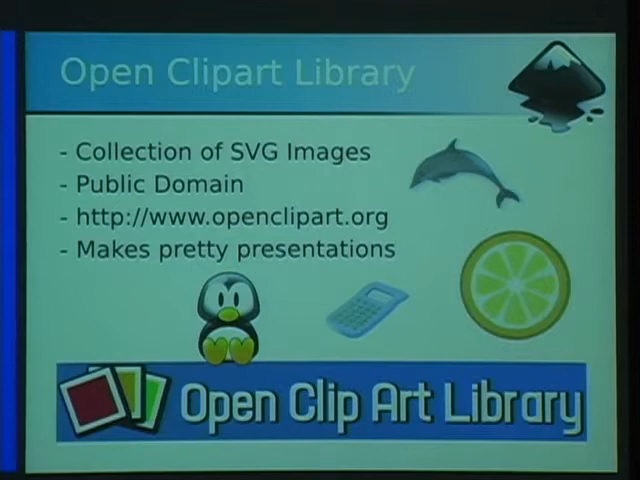 Open Clipart Library
- Collection of SVG Images
- Public Domain
- http://www.openclipart.org
- Makes pretty presentations
Open Clip Art Library